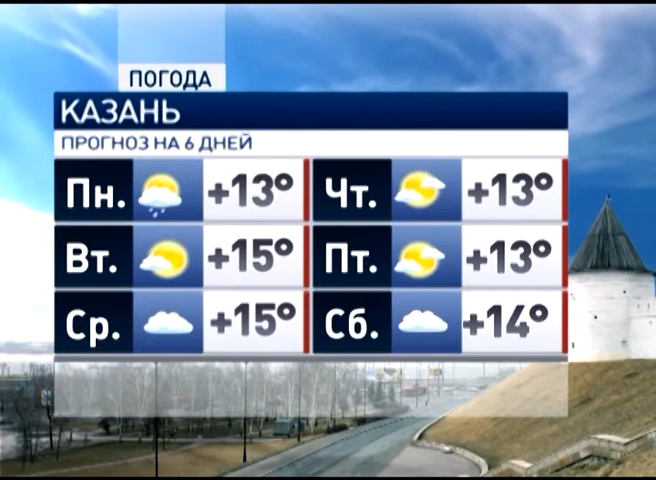 ПОГОДА
КАЗАНЬ
ПРОГНОЗ НА 6 ДНЕЙ
Пн. +13°
Вт. +15°
Ср. +15°
Чт. +13°
Пт. +13°
Сб. +14°